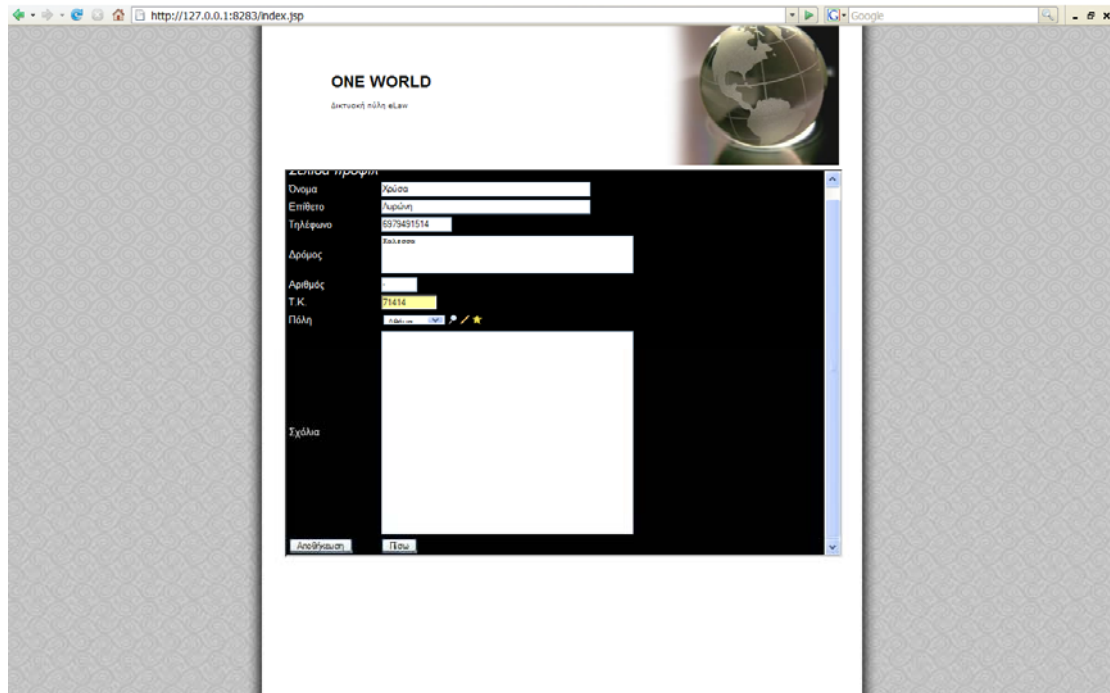 http://127.0.0.1:8283/index.jsp
Google
ONE WORLD
Δικτυακή πύλη eLaw
Σελίδα προφίλ
Όνομα Χρύσα
Επίθετο Λυρώνη
Τηλέφωνο 6979491514
Δρόμος
Αριθμός -
Τ.Κ. 71414
Πόλη
Σχόλια
Αποθήκευση Πίσω